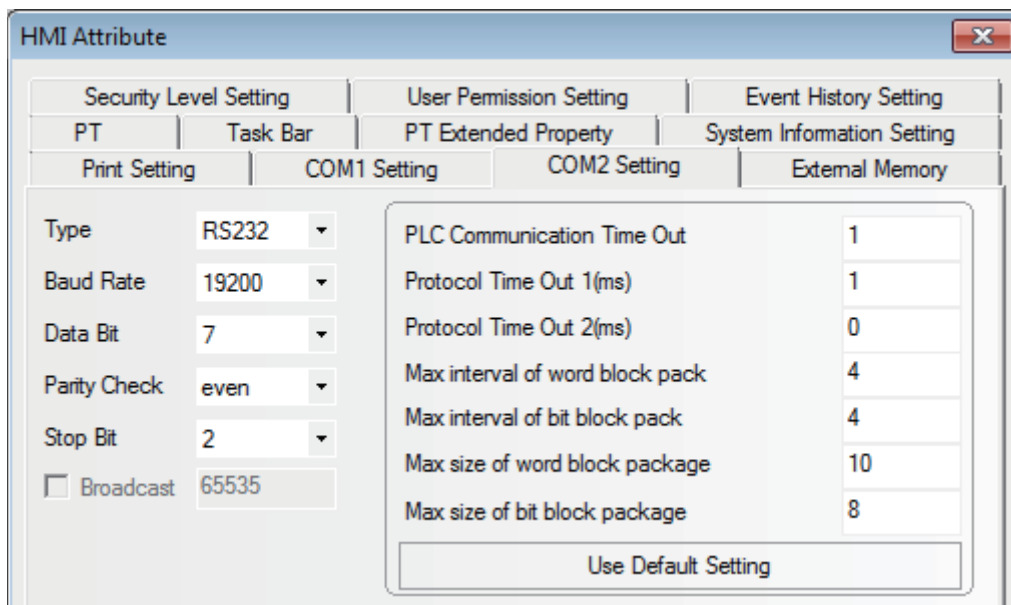 HMI Attribute
Security Level Setting User Permission Setting Event History Setting
PT Task Bar PT Extended Property System Information Setting
Print Setting COM1 Setting COM2 Setting External Memory
Type RS232
Baud Rate 19200
Data Bit 7
Parity Check even
Stop Bit 2
Broadcast 65535
PLC Communication Time Out 1
Protocol Time Out 1(ms) 1
Protocol Time Out 2(ms) 0
Max interval of word block pack 4
Max interval of bit block pack 4
Max size of word block package 10
Max size of bit block package 8
Use Default Setting